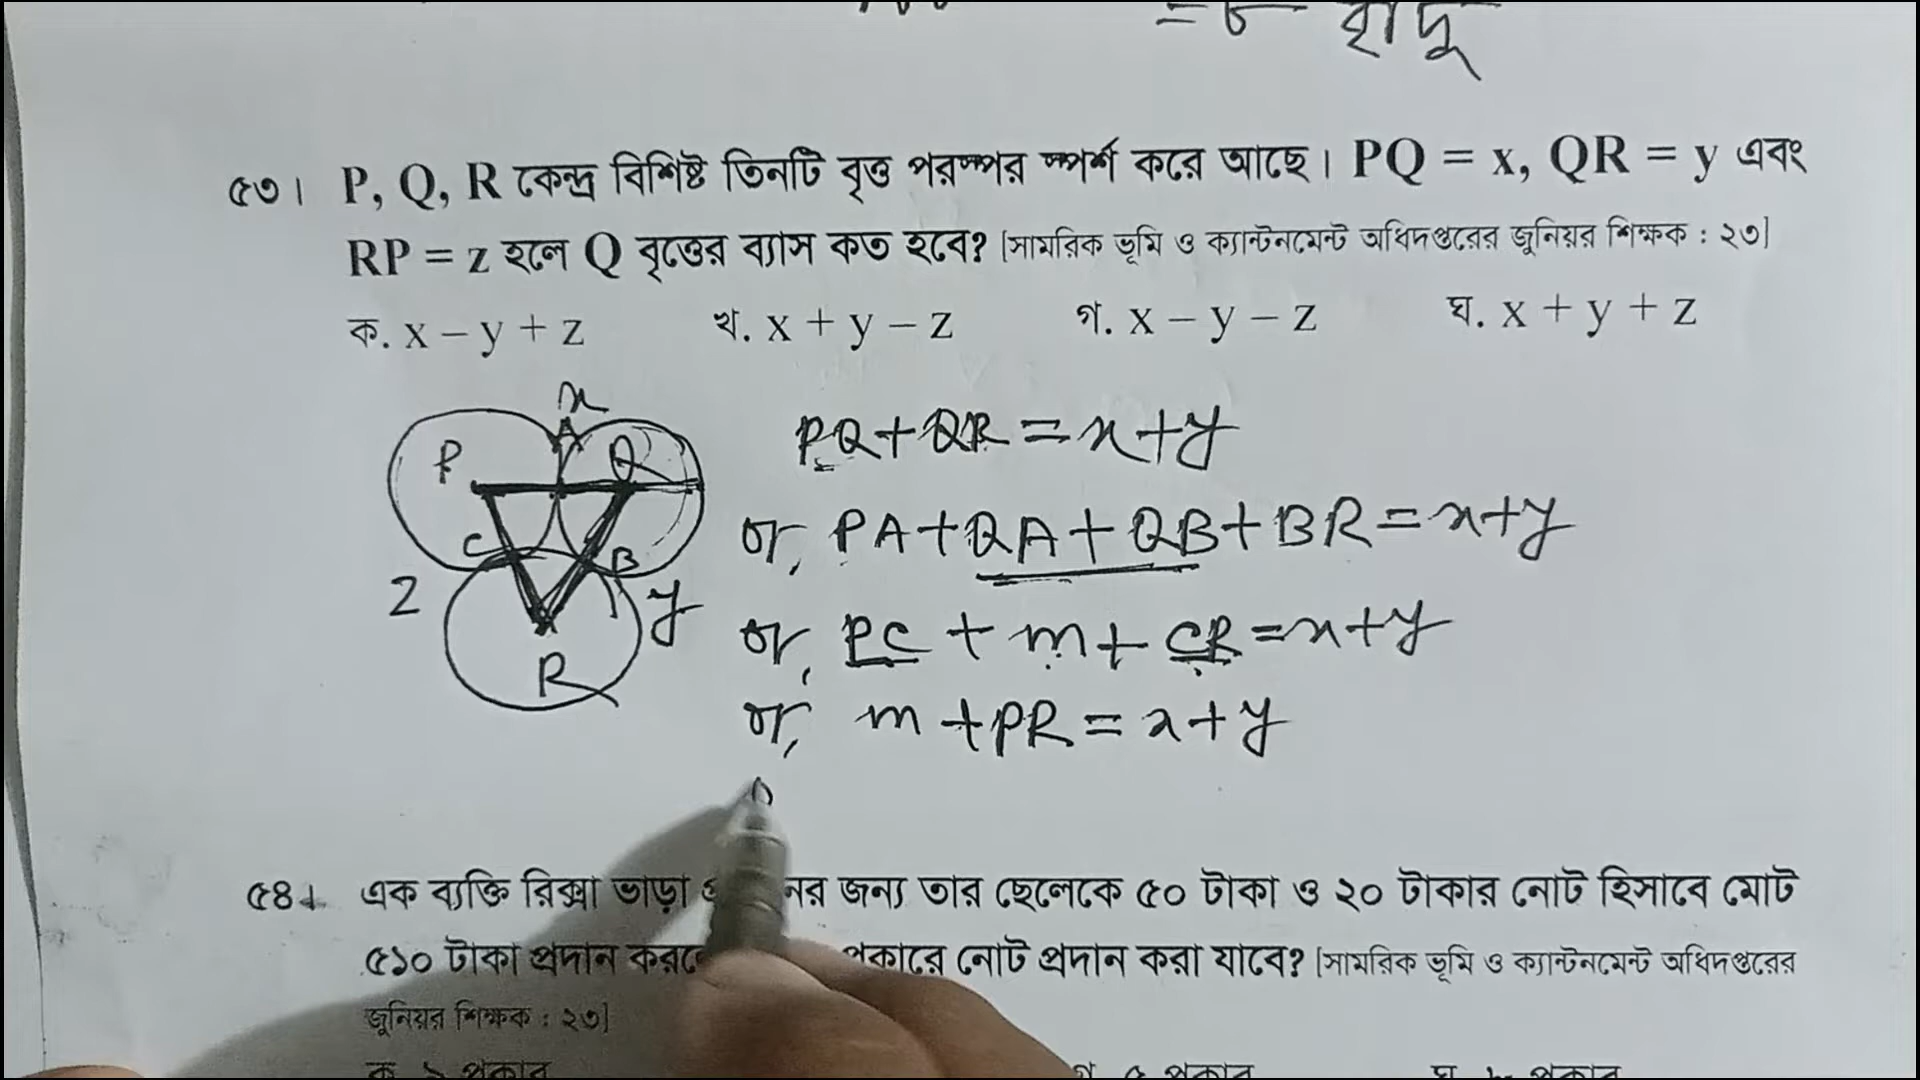 = ৮ বৃদ্ধি
৫৩। P, Q, R কেন্দ্র বিশিষ্ট তিনটি বৃত্ত পরস্পর স্পর্শ করে আছে। PQ = x, QR = y এবং
RP = z হলে Q বৃত্তের ব্যাস কত হবে? [সামরিক ভূমি ও ক্যান্টনমেন্ট অধিদপ্তরের জুনিয়র শিক্ষক : ২৩]
ক. x – y + z খ. x + y – z গ. x – y – z ঘ. x + y + z
x
A
P Q
C B
Z y
R
PQ+QR=x+y
or, PA+QA+QB+BR=x+y
or, PC + m + CR=x+y
or, m+PR=x+y
৫৪। এক ব্যক্তি রিক্সা ভাড়া নর জন্য তার ছেলেকে ৫০ টাকা ও ২০ টাকার নোট হিসাবে মোট
৫১০ টাকা প্রদান করলে প্রকারে নোট প্রদান করা যাবে? [সামরিক ভূমি ও ক্যান্টনমেন্ট অধিদপ্তরের
জুনিয়র শিক্ষক : ২৩]